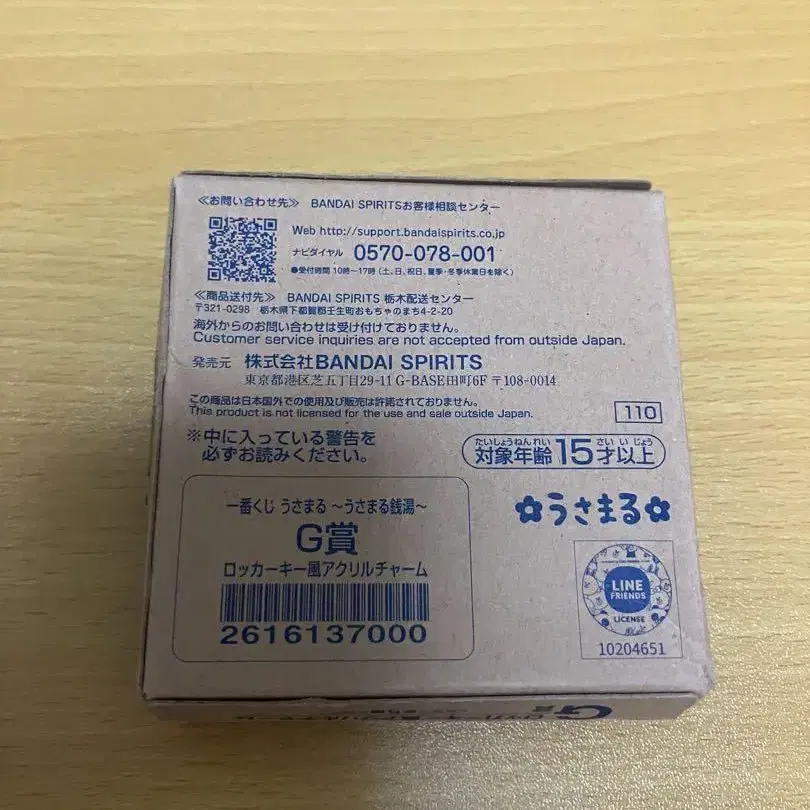 ≪お問い合わせ先≫ BANDAI SPIRITSお客様相談センター
Web http://support.bandaispirits.co.jp
ナビダイヤル 0570-078-001
●受付時間 10時~17時 (土、日、祝日、夏季・冬季休業日を除く)
≪商品送付先≫ BANDAI SPIRITS 栃木配送センター
〒321-0298 栃木県下都賀郡壬生町おもちゃのまち4-2-20
海外からのお問い合わせは受け付けておりません。
Customer service inquiries are not accepted from outside Japan.
発売元 株式会社BANDAI SPIRITS
東京都港区芝五丁目29-11 G-BASE田町6F 〒108-0014
この商品は日本国外での使用及び販売は許諾されておりません。
This product is not licensed for the use and sale outside Japan.
110
※中に入っている警告を
必ずお読みください。
たいしょうねんれい さい いじょう
対象年齢 15才以上
一番くじ うさまる ~うさまる銭湯~
G賞
ロッカーキー風アクリルチャーム
2616137000
うさまる
LINE
FRIENDS
LICENSE
10204651